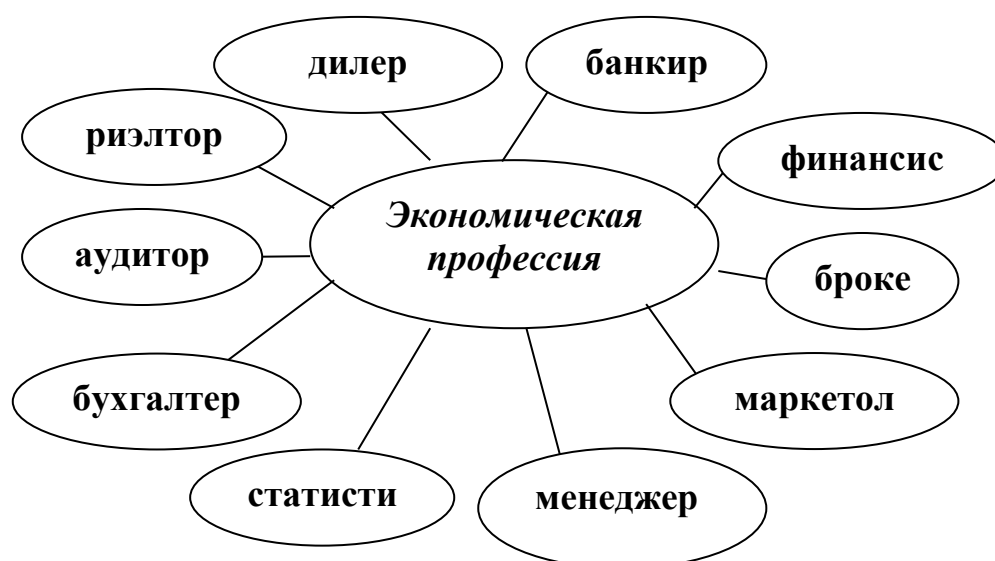 дилер
банкир
риэлтор
финансис
Экономическая
профессия
аудитор
броке
бухгалтер
маркетол
статисти
менеджер